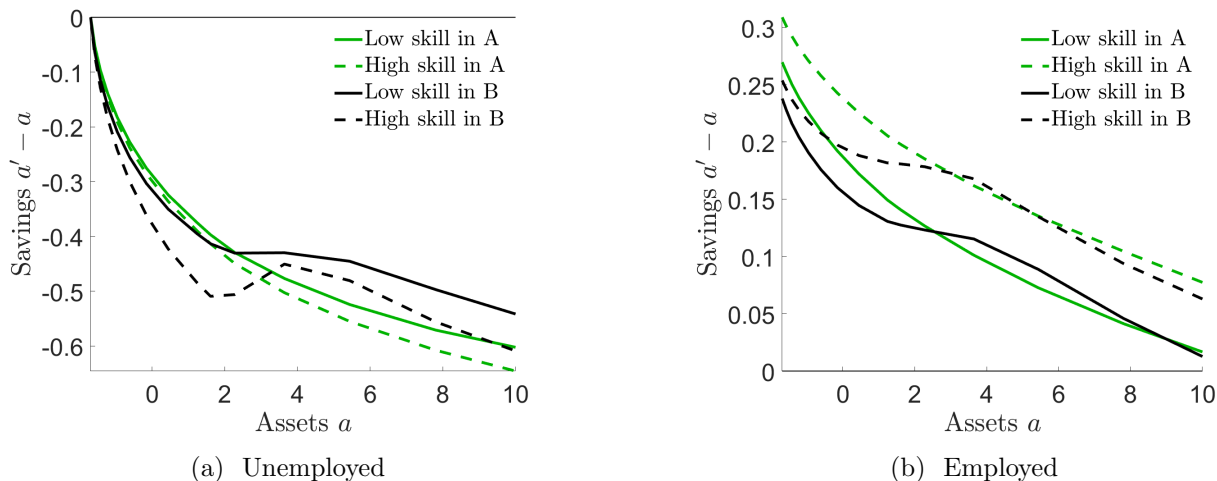 0
-0.1
-0.2
-0.3
-0.4
-0.5
-0.6
Savings a′ − a
Low skill in A
High skill in A
Low skill in B
High skill in B
0 2 4 6 8 10
Assets a
(a) Unemployed
0.3
0.25
0.2
0.15
0.1
0.05
0
Savings a′ − a
Low skill in A
High skill in A
Low skill in B
High skill in B
0 2 4 6 8 10
Assets a
(b) Employed